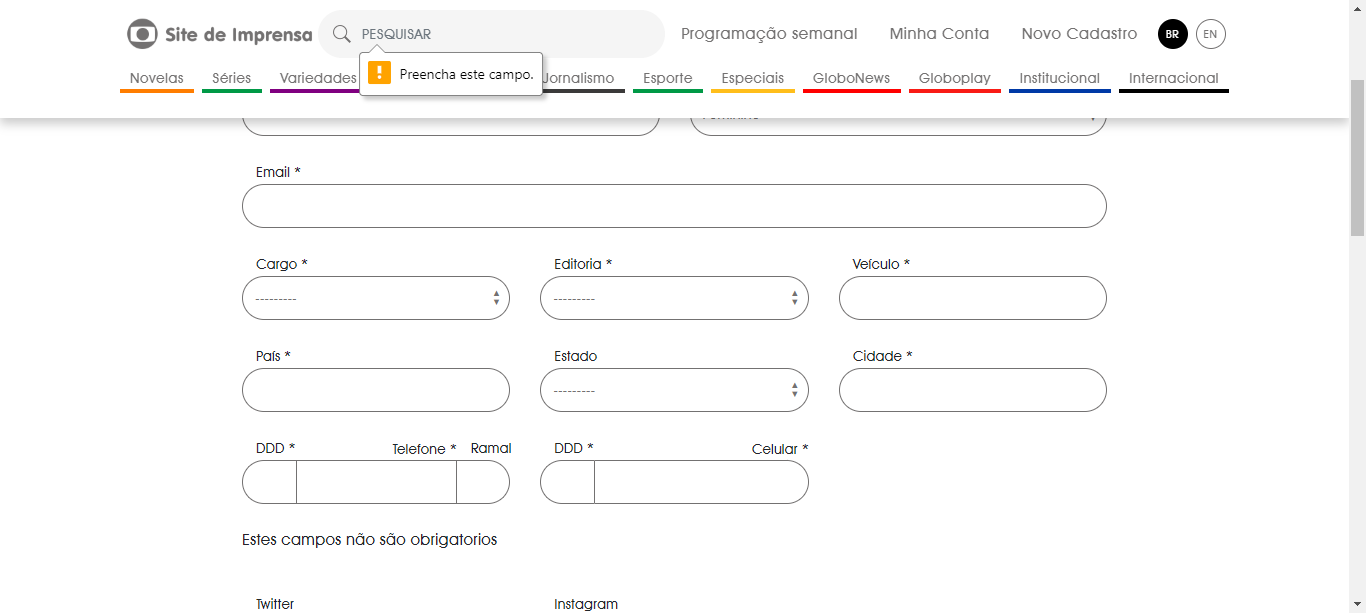 Site de Imprensa PESQUISAR Programação semanal Minha Conta Novo Cadastro BR EN
! Preencha este campo.
Novelas Séries Variedades Jornalismo Esporte Especiais GloboNews Globoplay Institucional Internacional
Email *
Cargo * Editoria * Veículo *
--------- ---------
País * Estado Cidade *
---------
DDD * Telefone * Ramal DDD * Celular *
Estes campos não são obrigatorios
Twitter Instagram